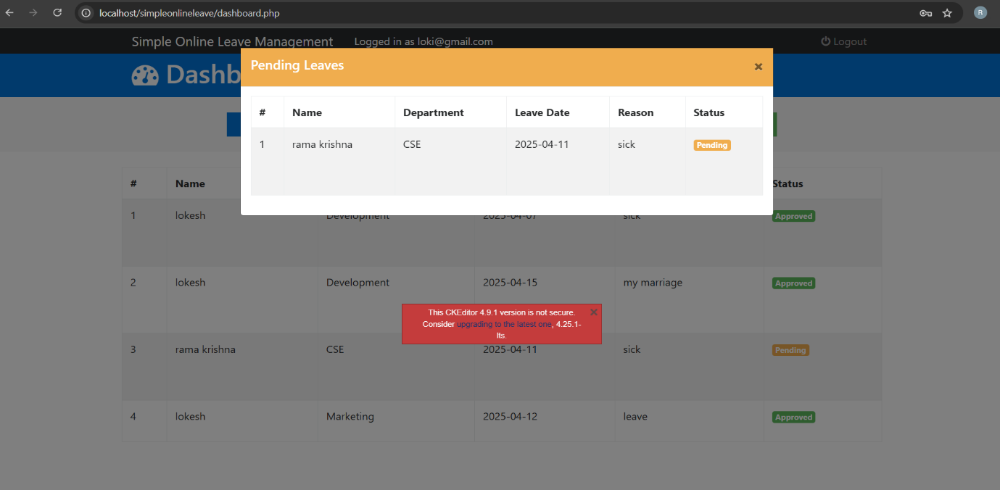 localhost/simpleonlineleave/dashboard.php
R
Simple Online Leave Management Logged in as loki@gmail.com Logout
Pending Leaves
Dashb
# Name Department Leave Date Reason Status
1 rama krishna CSE 2025-04-11 sick Pending
# Name Status
1 lokesh Development 2025-04-07 sick Approved
2 lokesh Development 2025-04-15 my marriage Approved
This CKEditor 4.9.1 version is not secure.
Consider upgrading to the latest one, 4.25.1-
lts.
3 rama krishna CSE 2025-04-11 sick Pending
4 lokesh Marketing 2025-04-12 leave Approved